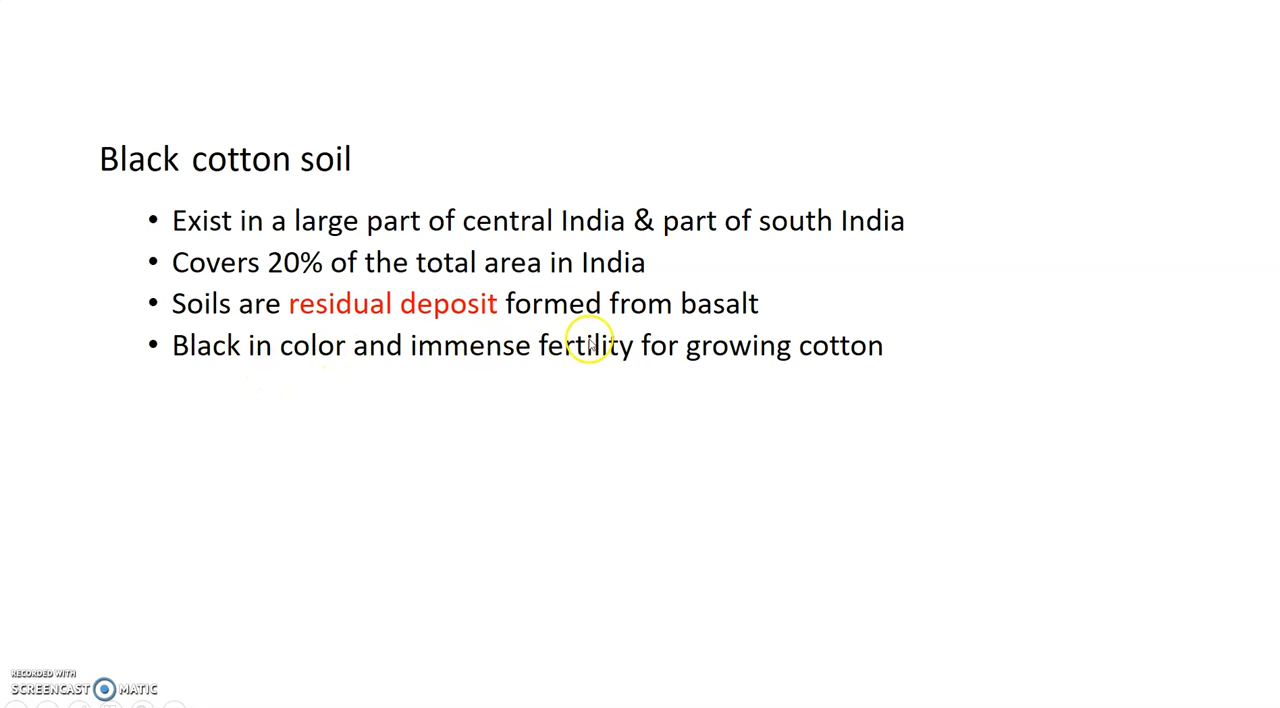 Black cotton soil
• Exist in a large part of central India & part of south India
• Covers 20% of the total area in India
• Soils are residual deposit formed from basalt
• Black in color and immense fertility for growing cotton
RECORDED WITH
SCREENCAST MATIC